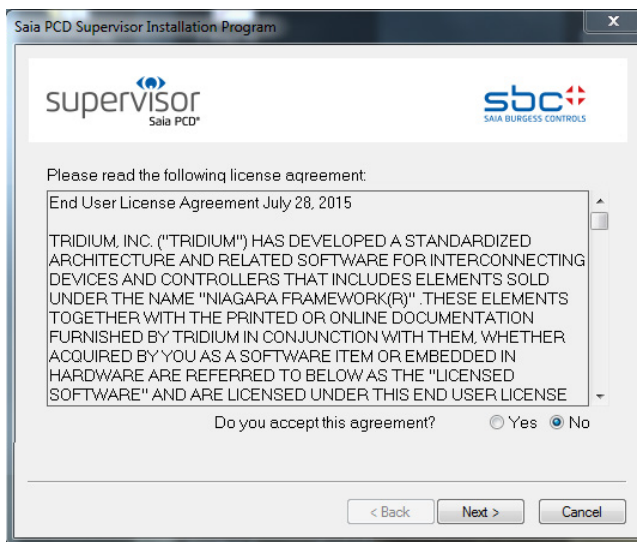 Saia PCD Supervisor Installation Program
x
supervisor
Saia PCD®
sbc
SAIA BURGESS CONTROLS
Please read the following license agreement:
End User License Agreement July 28, 2015
TRIDIUM, INC. ("TRIDIUM") HAS DEVELOPED A STANDARDIZED
ARCHITECTURE AND RELATED SOFTWARE FOR INTERCONNECTING
DEVICES AND CONTROLLERS THAT INCLUDES ELEMENTS SOLD
UNDER THE NAME "NIAGARA FRAMEWORK(R)" .THESE ELEMENTS
TOGETHER WITH THE PRINTED OR ONLINE DOCUMENTATION
FURNISHED BY TRIDIUM IN CONJUNCTION WITH THEM, WHETHER
ACQUIRED BY YOU AS A SOFTWARE ITEM OR EMBEDDED IN
HARDWARE ARE REFERRED TO BELOW AS THE "LICENSED
SOFTWARE" AND ARE LICENSED UNDER THIS END USER LICENSE
Do you accept this agreement? Yes No
< Back Next > Cancel